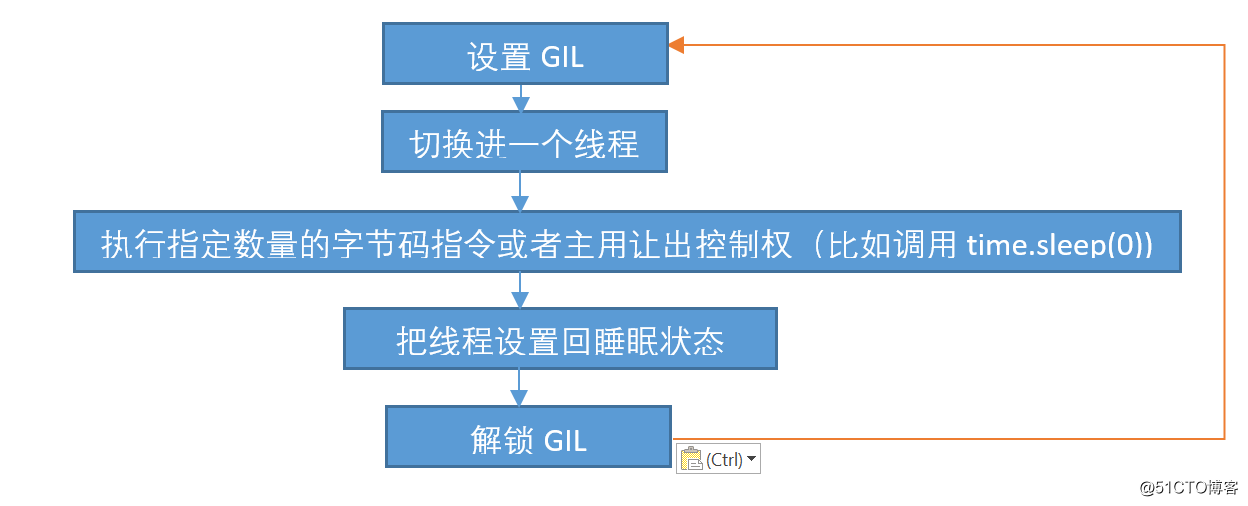 设置 GIL
切换进一个线程
执行指定数量的字节码指令或者主用让出控制权（比如调用 time.sleep(0))
把线程设置回睡眠状态
解锁 GIL
(Ctrl)
@51CTO博客